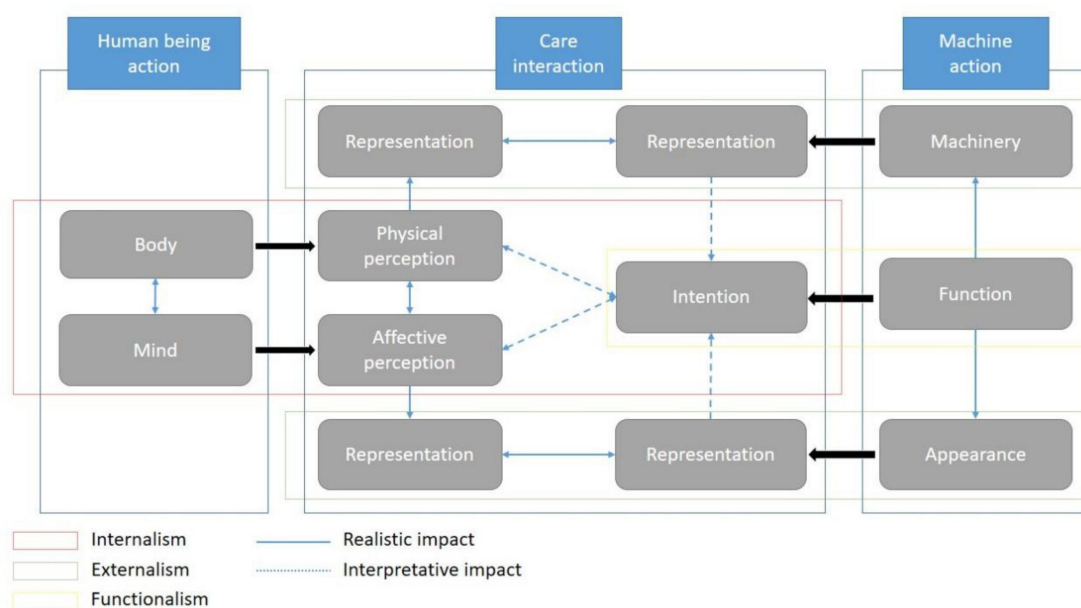 Human being
action
Care
interaction
Machine
action
Representation
Representation
Machinery
Body
Physical
perception
Intention
Function
Mind
Affective
perception
Representation
Representation
Appearance
Internalism
Realistic impact
Externalism
Interpretative impact
Functionalism